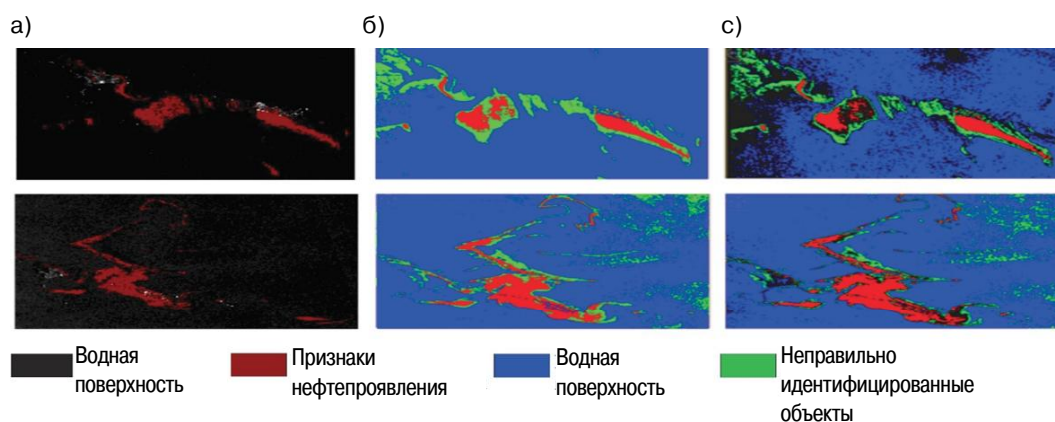 а)
б)
с)
Водная
поверхность
Признаки
нефтепроявления
Водная
поверхность
Неправильно
идентифицированные
объекты